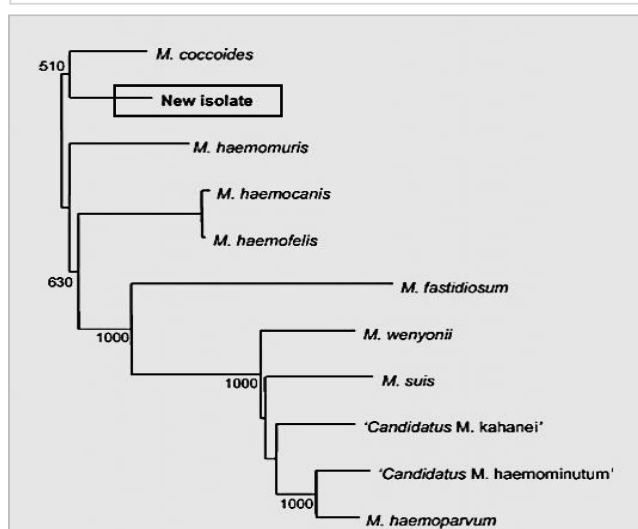 M. coccoides
510
New isolate
M. haemomuris
M. haemocanis
M. haemofelis
630
M. fastidiosum
1000
M. wenyonii
1000
M. suis
'Candidatus M. kahanei'
'Candidatus M. haemominutum'
1000
M. haemoparvum